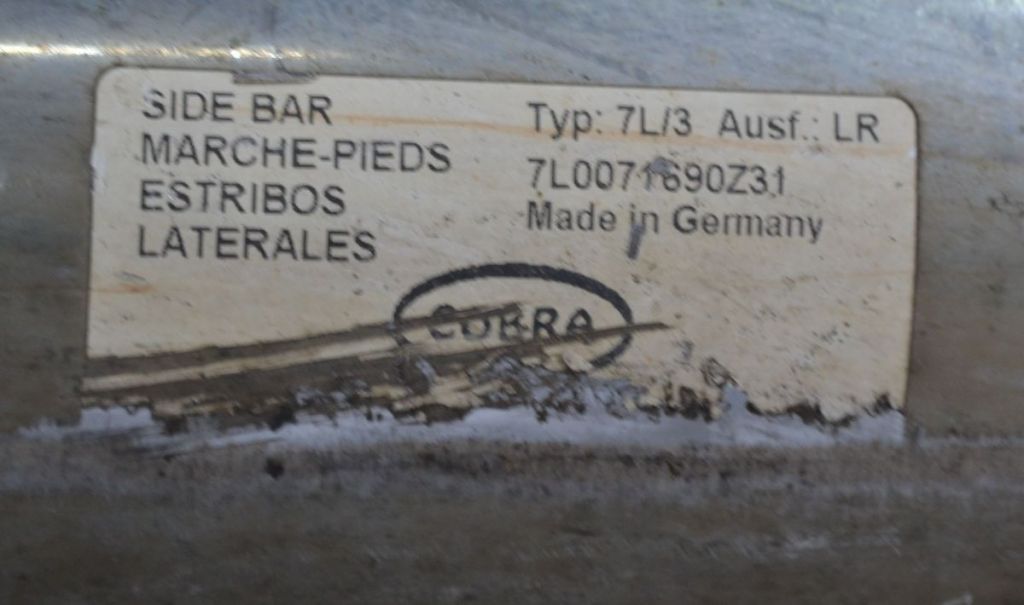 SIDE BAR
MARCHE-PIEDS
ESTRIBOS
LATERALES
Typ: 7L/3 Ausf.: LR
7L0071690Z31
Made in Germany
COBRA